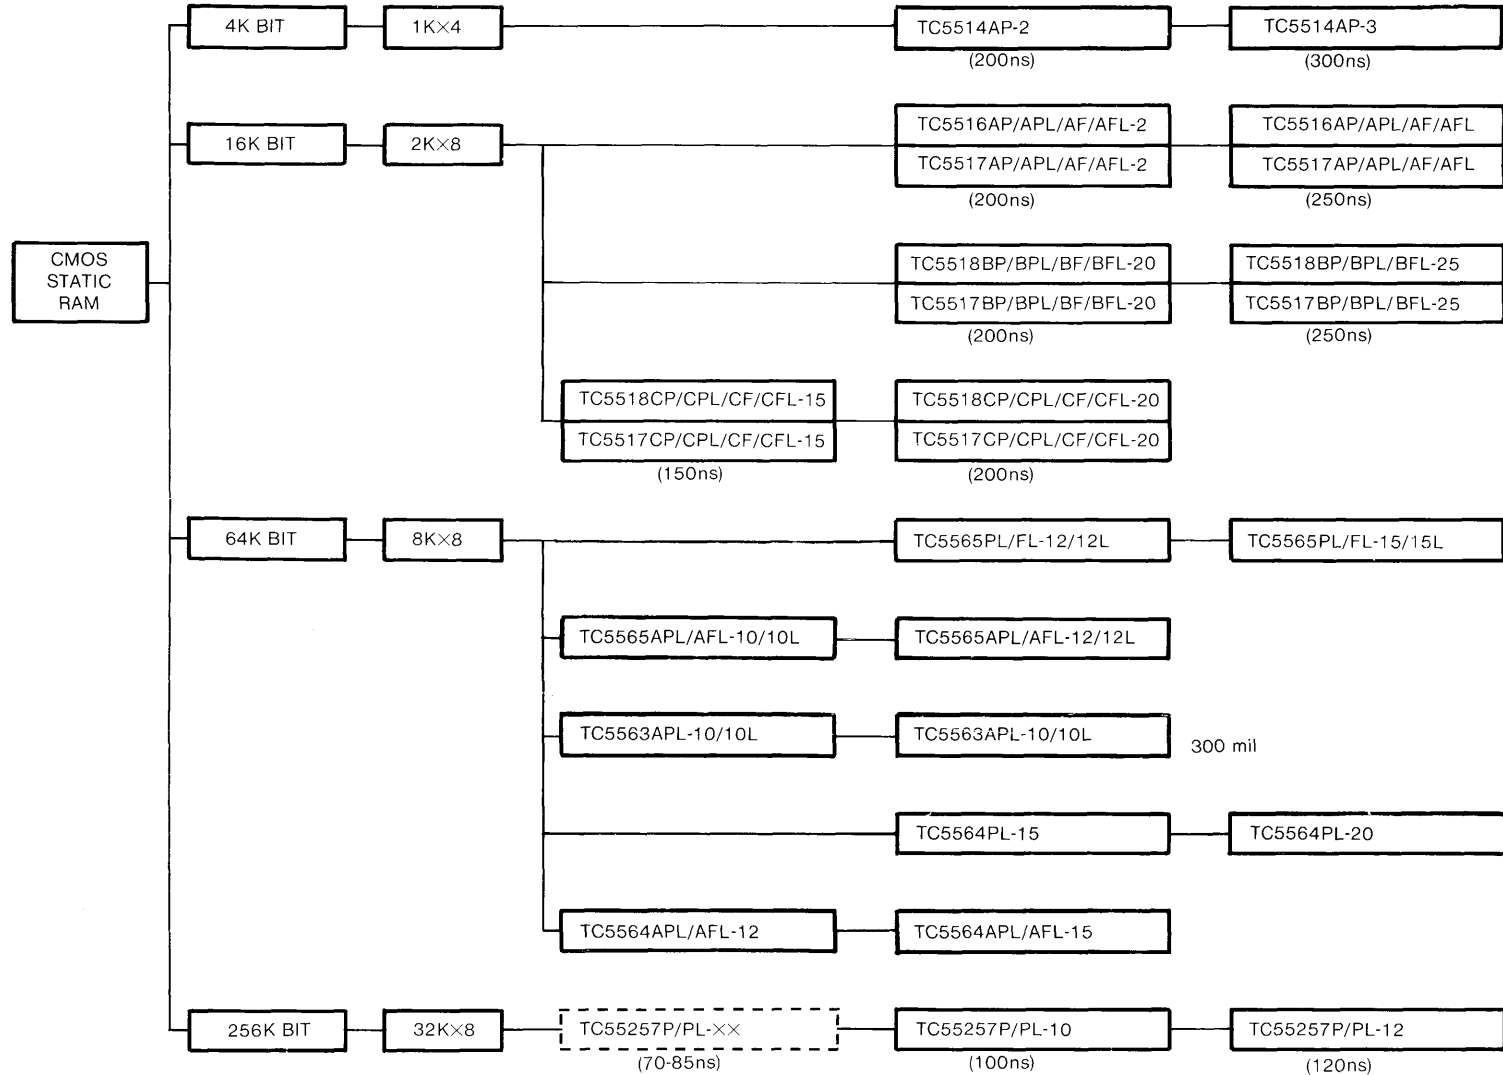 4K BIT
1K×4
TC5514AP-2
TC5514AP-3
(200ns)
(300ns)
16K BIT
2K×8
TC5516AP/APL/AF/AFL-2
TC5516AP/APL/AF/AFL
TC5517AP/APL/AF/AFL-2
TC5517AP/APL/AF/AFL
(200ns)
(250ns)
CMOS
STATIC
RAM
TC5518BP/BPL/BF/BFL-20
TC5518BP/BPL/BFL-25
TC5517BP/BPL/BF/BFL-20
TC5517BP/BPL/BFL-25
(200ns)
(250ns)
TC5518CP/CPL/CF/CFL-15
TC5518CP/CPL/CF/CFL-20
TC5517CP/CPL/CF/CFL-15
TC5517CP/CPL/CF/CFL-20
(150ns)
(200ns)
64K BIT
8K×8
TC5565PL/FL-12/12L
TC5565PL/FL-15/15L
TC5565APL/AFL-10/10L
TC5565APL/AFL-12/12L
TC5563APL-10/10L
TC5563APL-10/10L
300 mil
TC5564PL-15
TC5564PL-20
TC5564APL/AFL-12
TC5564APL/AFL-15
256K BIT
32K×8
TC55257P/PL-××
TC55257P/PL-10
TC55257P/PL-12
(70-85ns)
(100ns)
(120ns)